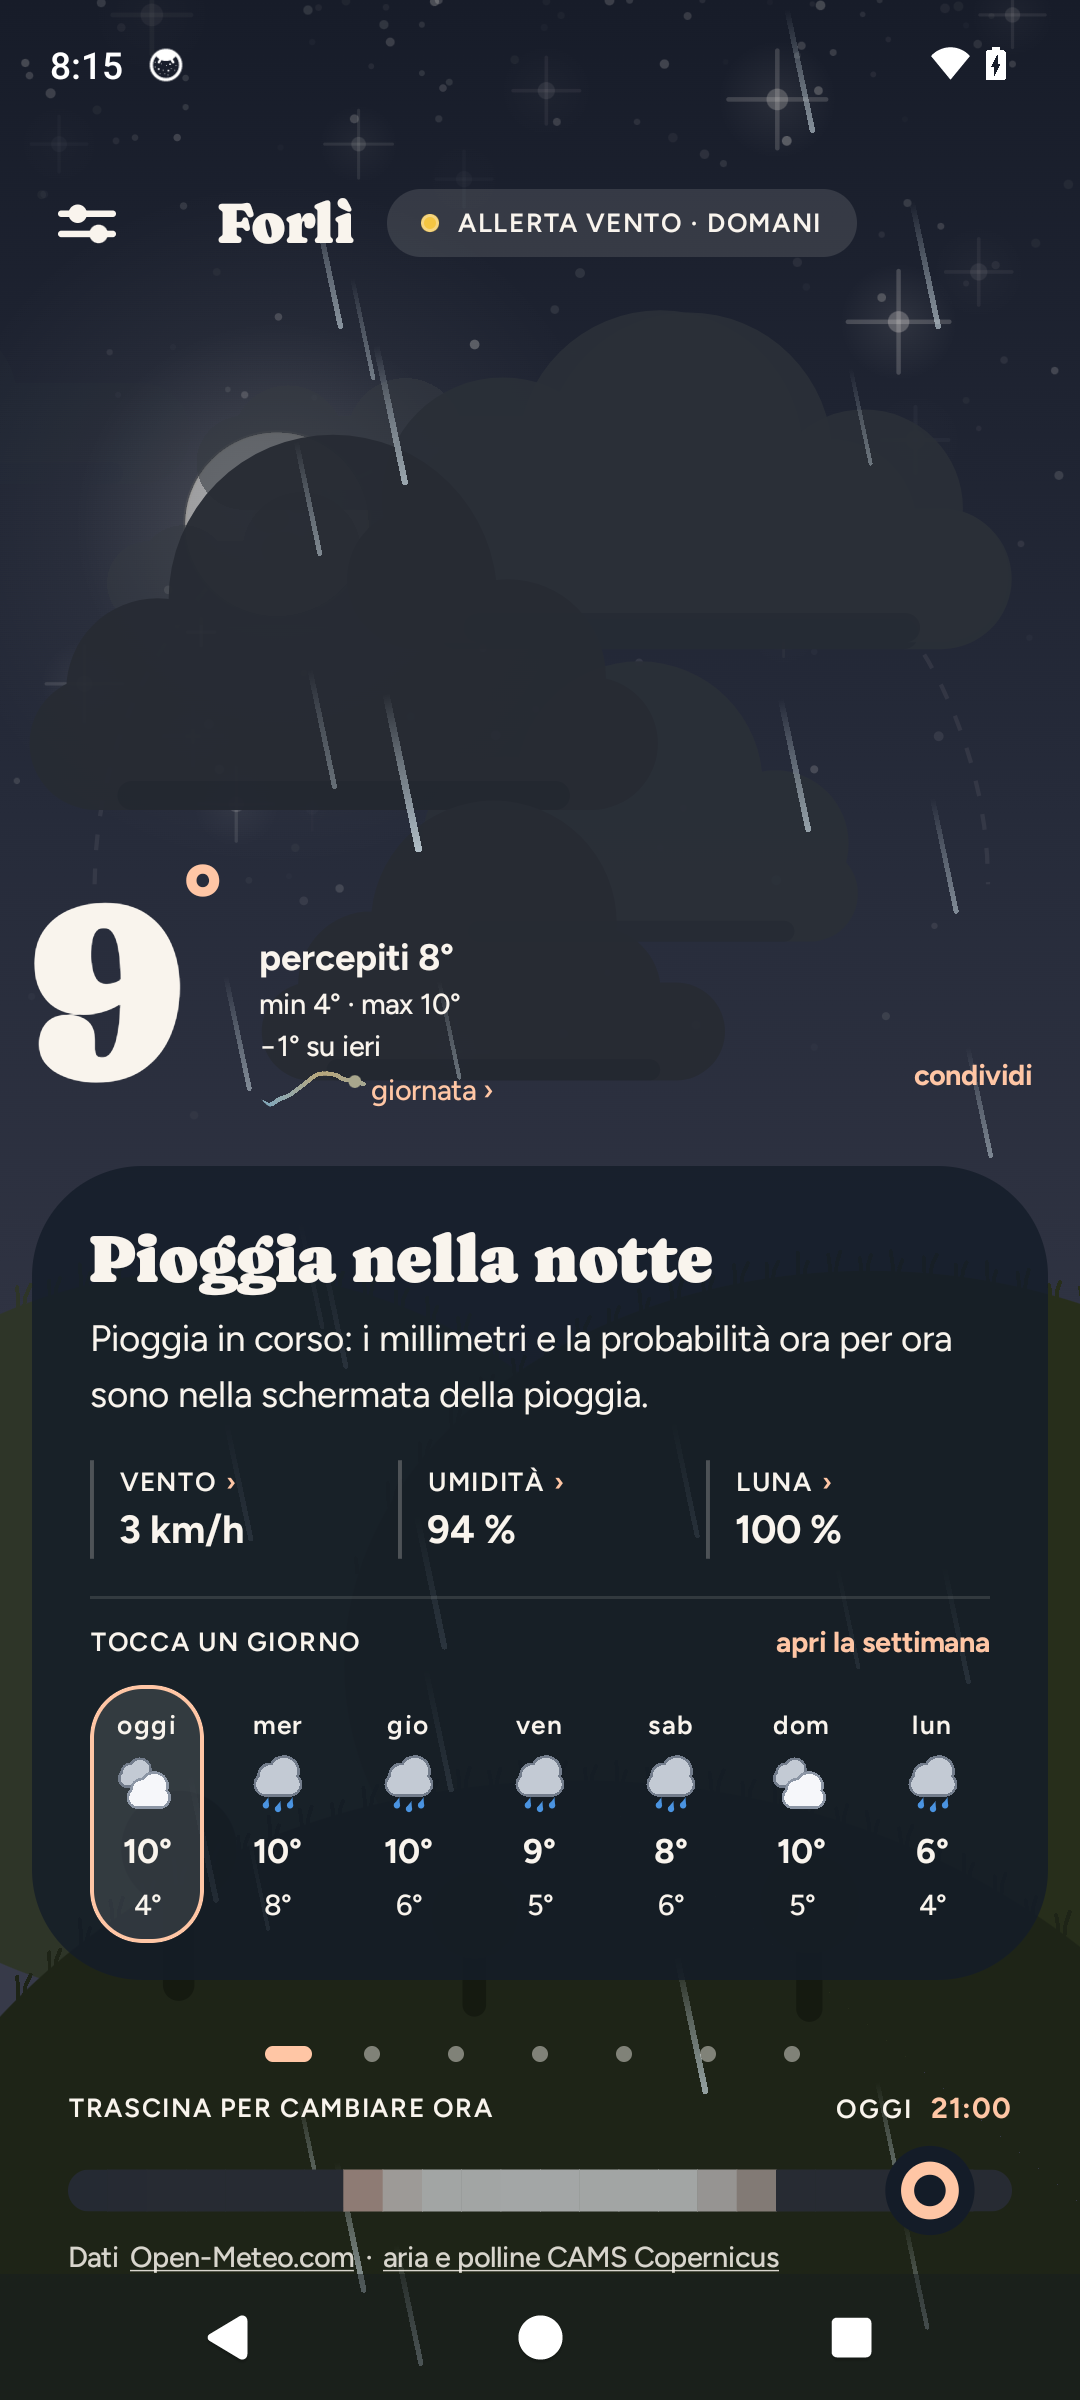 8:15
Forlì
ALLERTA VENTO · DOMANI
9°
percepiti 8°
min 4° · max 10°
−1° su ieri
giornata ›
condividi
Pioggia nella notte
Pioggia in corso: i millimetri e la probabilità ora per ora
sono nella schermata della pioggia.
VENTO › UMIDITÀ › LUNA ›
3 km/h 94 % 100 %
TOCCA UN GIORNO apri la settimana
oggi mer gio ven sab dom lun
10° 10° 10° 9° 8° 10° 6°
4° 8° 6° 5° 6° 5° 4°
TRASCINA PER CAMBIARE ORA OGGI 21:00
Dati Open-Meteo.com · aria e polline CAMS Copernicus